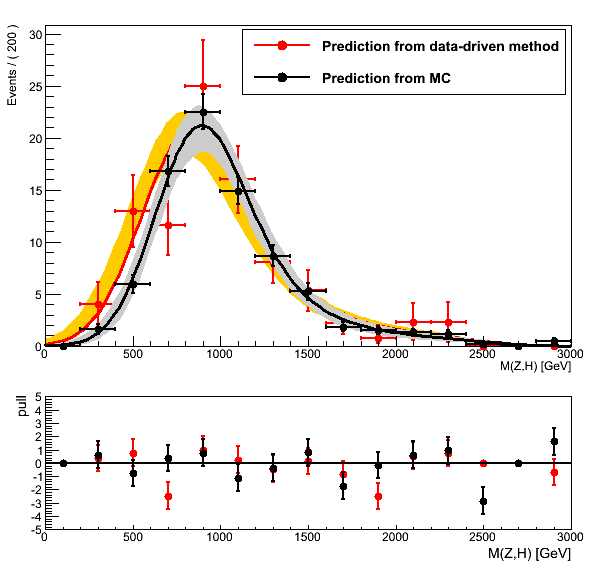 Events / ( 200 )
30
25
20
15
10
5
0
Prediction from data-driven method
Prediction from MC
0 500 1000 1500 2000 2500 3000
M(Z,H) [GeV]
pull
5
4
3
2
1
0
-1
-2
-3
-4
-5
0 500 1000 1500 2000 2500 3000
M(Z,H) [GeV]